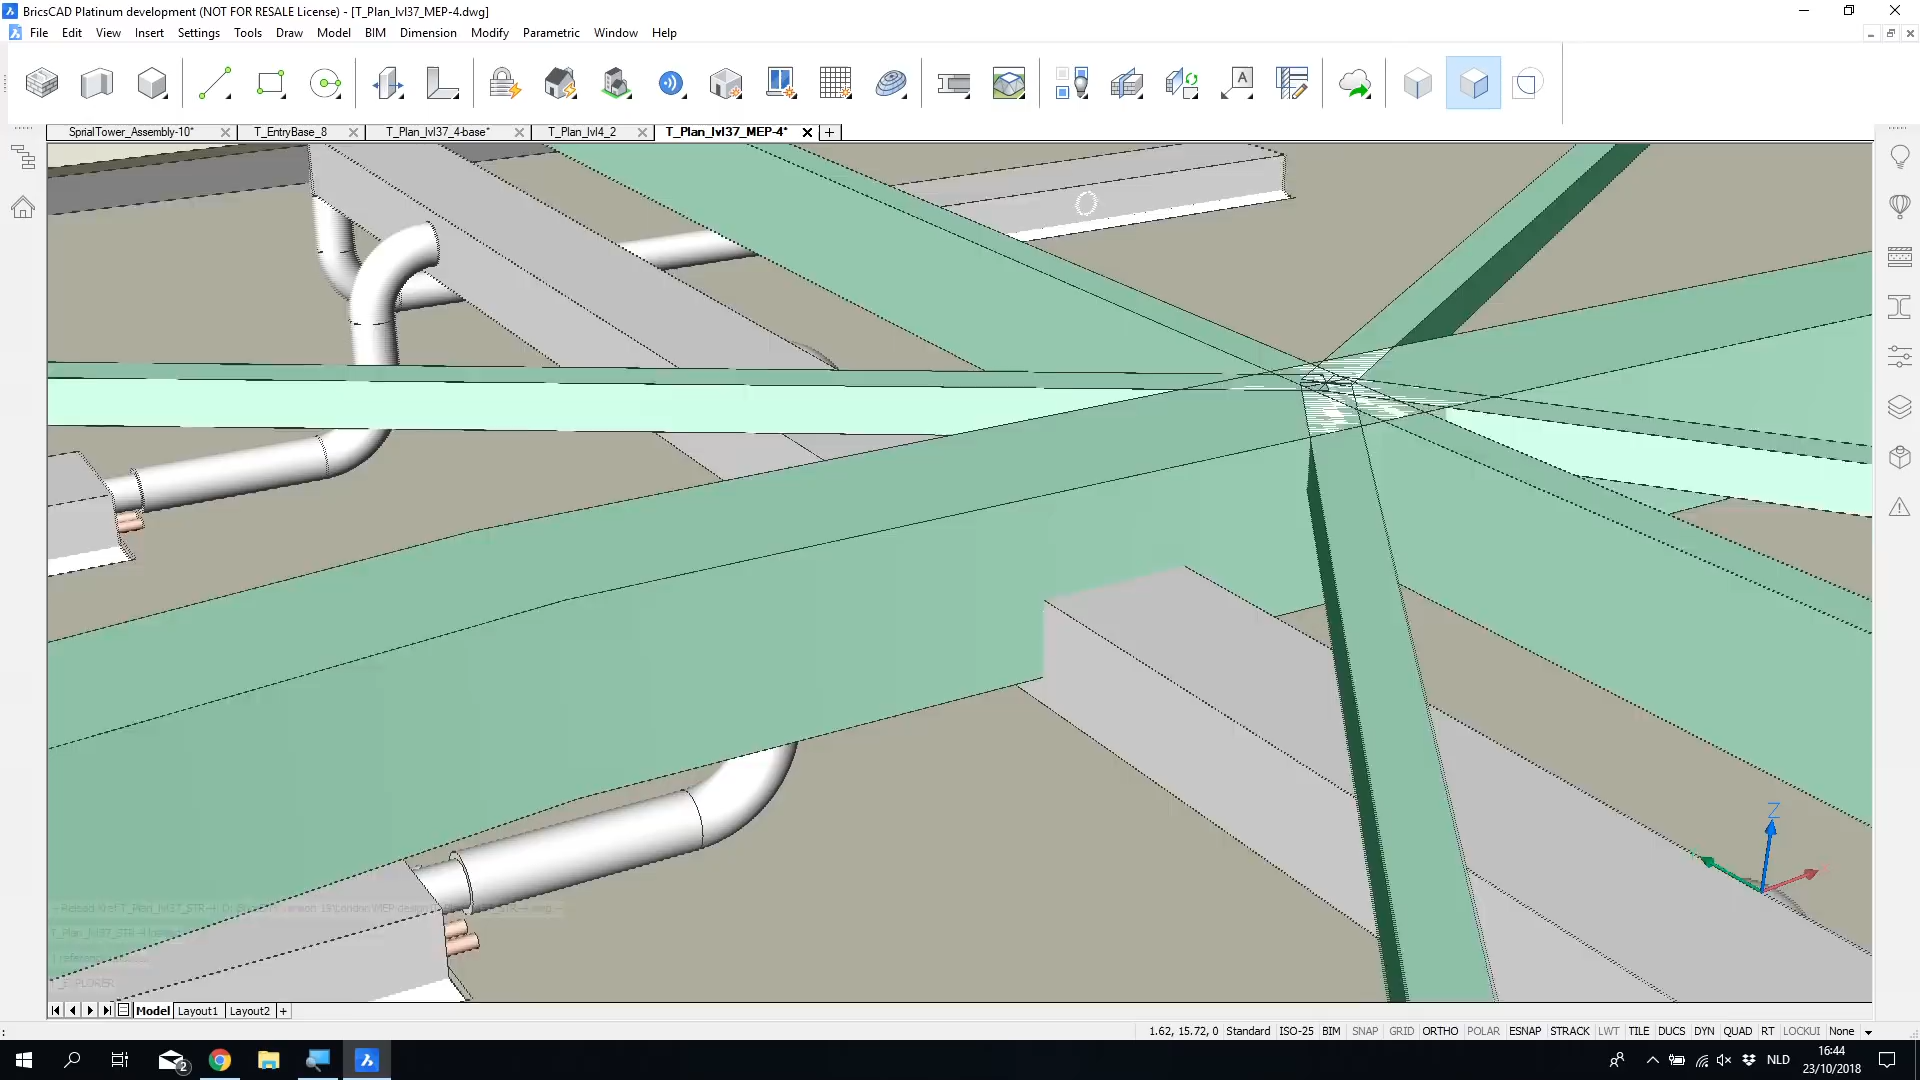 BricsCAD Platinum development (NOT FOR RESALE License) - [T_Plan_lvl37_MEP-4.dwg]
File Edit View Insert Settings Tools Draw Model BIM Dimension Modify Parametric Window Help
A
SprialTower_Assembly-10* T_EntryBase_8 T_Plan_lvl37_4-base* T_Plan_lvl4_2 T_Plan_lvl37_MEP-4* +
Z
Model Layout1 Layout2 +
: 1.62, 15.72, 0 Standard ISO-25 BIM SNAP GRID ORTHO POLAR ESNAP STRACK LWT TILE DUCS DYN QUAD RT LOCKUI None
2 NLD 16:44
23/10/2018